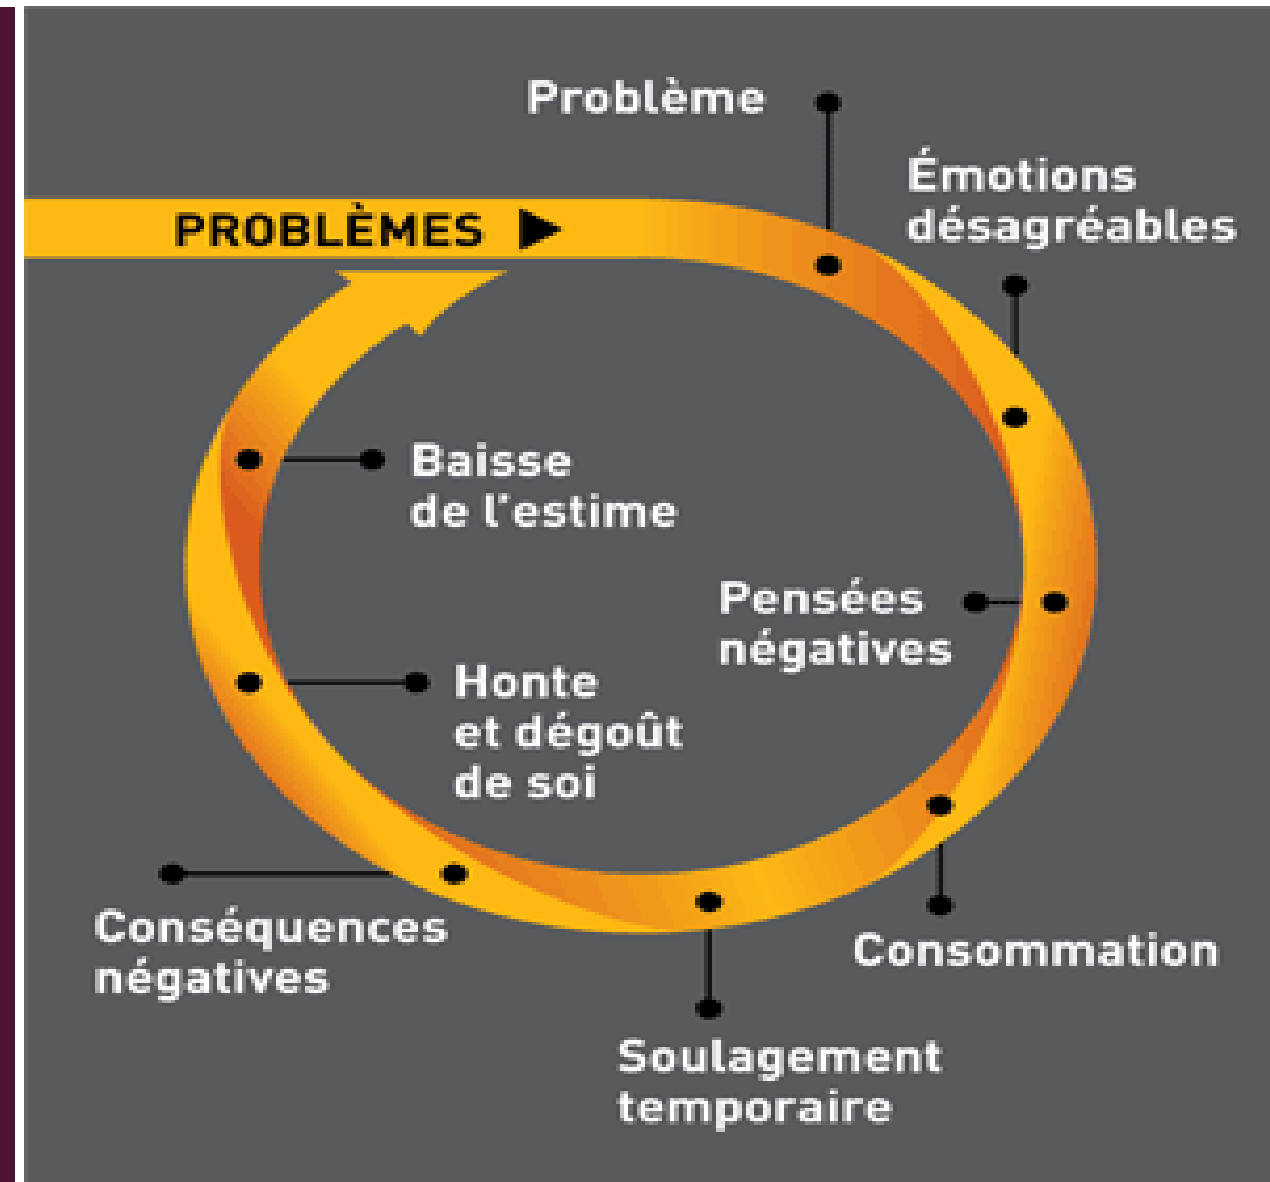 Problème
Émotions
désagréables
PROBLÈMES
Baisse
de l'estime
Pensées
négatives
Honte
et dégoût
de soi
Conséquences
négatives
Consommation
Soulagement
temporaire